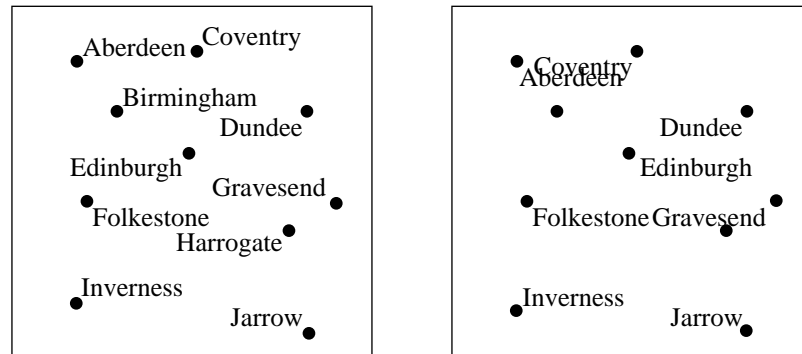 Aberdeen
Coventry
Birmingham
Dundee
Edinburgh
Gravesend
Folkestone
Harrogate
Inverness
Jarrow
Coventry
Aberdeen
Dundee
Edinburgh
Folkestone
Gravesend
Inverness
Jarrow